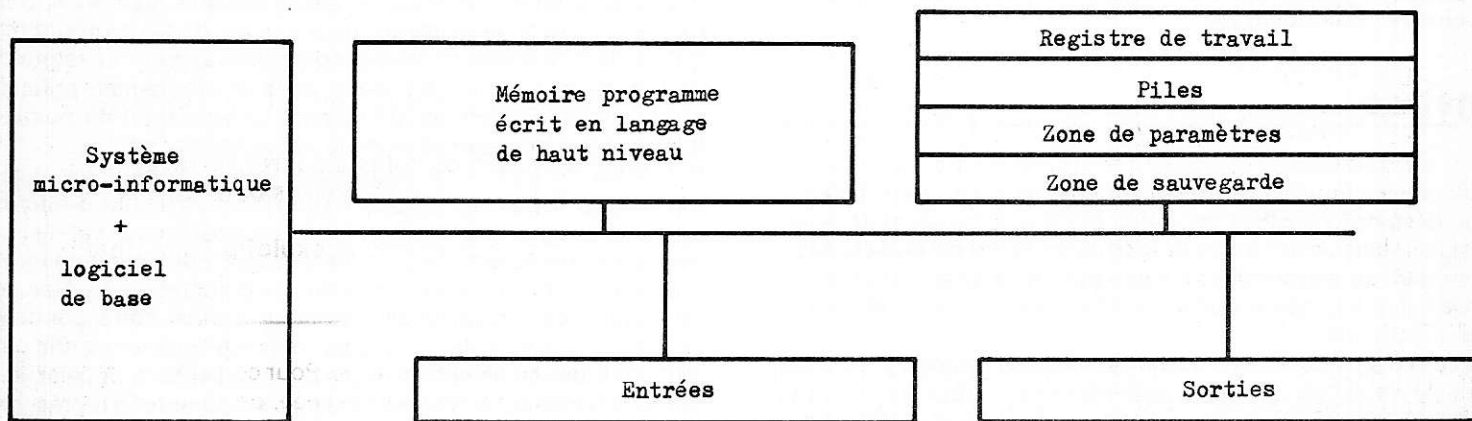 Système
micro-informatique
+
logiciel
de base
Mémoire programme
écrit en langage
de haut niveau
Registre de travail
Piles
Zone de paramètres
Zone de sauvegarde
Entrées
Sorties